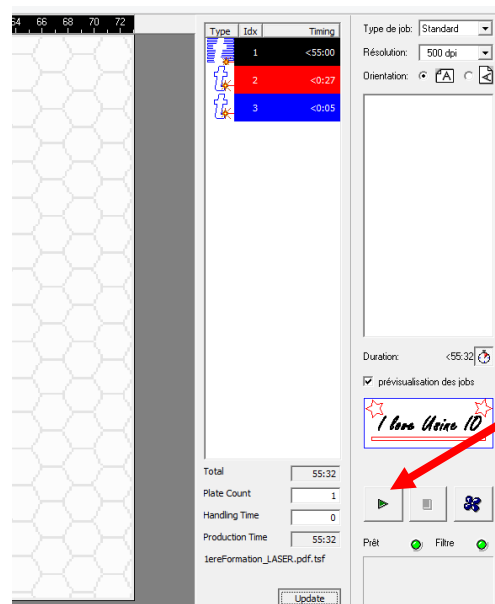 64 66 68 70 72
Type Idx Timing
1 <55:00
2 <0:27
3 <0:05
Total 55:32
Plate Count 1
Handling Time 0
Production Time 55:32
1ereFormation_LASER.pdf.tsf
Update
Type de job: Standard
Résolution: 500 dpi
Orientation: A
Duration: <55:32
prévisualisation des jobs
I love Usine IO
Prêt Filtre